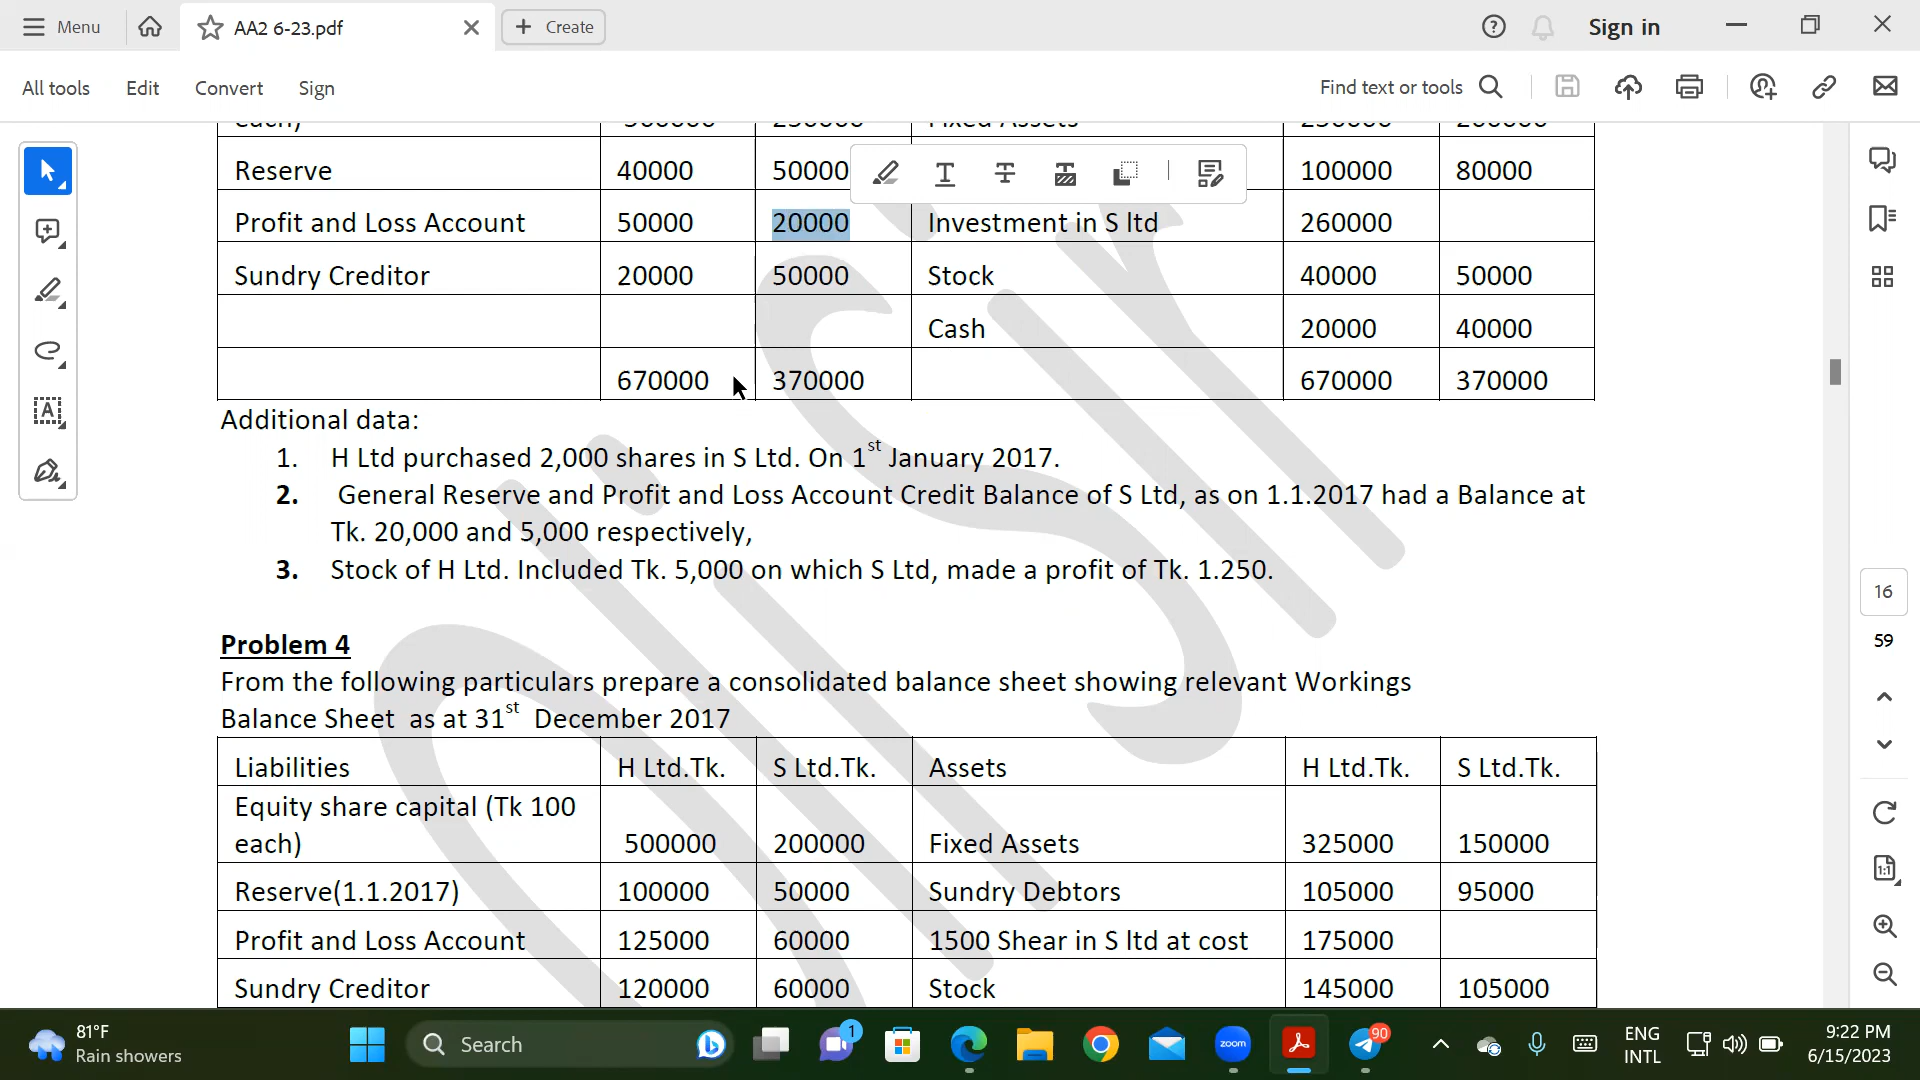 Menu
AA2 6-23.pdf
Create
Sign in
All tools Edit Convert Sign
Find text or tools
each) 500000 250000 Fixed Assets 250000 200000
Reserve 40000 50000 100000 80000
Profit and Loss Account 50000 20000 Investment in S ltd 260000
Sundry Creditor 20000 50000 Stock 40000 50000
Cash 20000 40000
670000 370000 670000 370000
Additional data:
1. H Ltd purchased 2,000 shares in S Ltd. On 1st January 2017.
2. General Reserve and Profit and Loss Account Credit Balance of S Ltd, as on 1.1.2017 had a Balance at
Tk. 20,000 and 5,000 respectively,
3. Stock of H Ltd. Included Tk. 5,000 on which S Ltd, made a profit of Tk. 1.250.
Problem 4
From the following particulars prepare a consolidated balance sheet showing relevant Workings
Balance Sheet as at 31st December 2017
Liabilities H Ltd.Tk. S Ltd.Tk. Assets H Ltd.Tk. S Ltd.Tk.
Equity share capital (Tk 100
each) 500000 200000 Fixed Assets 325000 150000
Reserve(1.1.2017) 100000 50000 Sundry Debtors 105000 95000
Profit and Loss Account 125000 60000 1500 Shear in S ltd at cost 175000
Sundry Creditor 120000 60000 Stock 145000 105000
16
59
81°F
Rain showers
Search
1
zoom
90
ENG
INTL
9:22 PM
6/15/2023